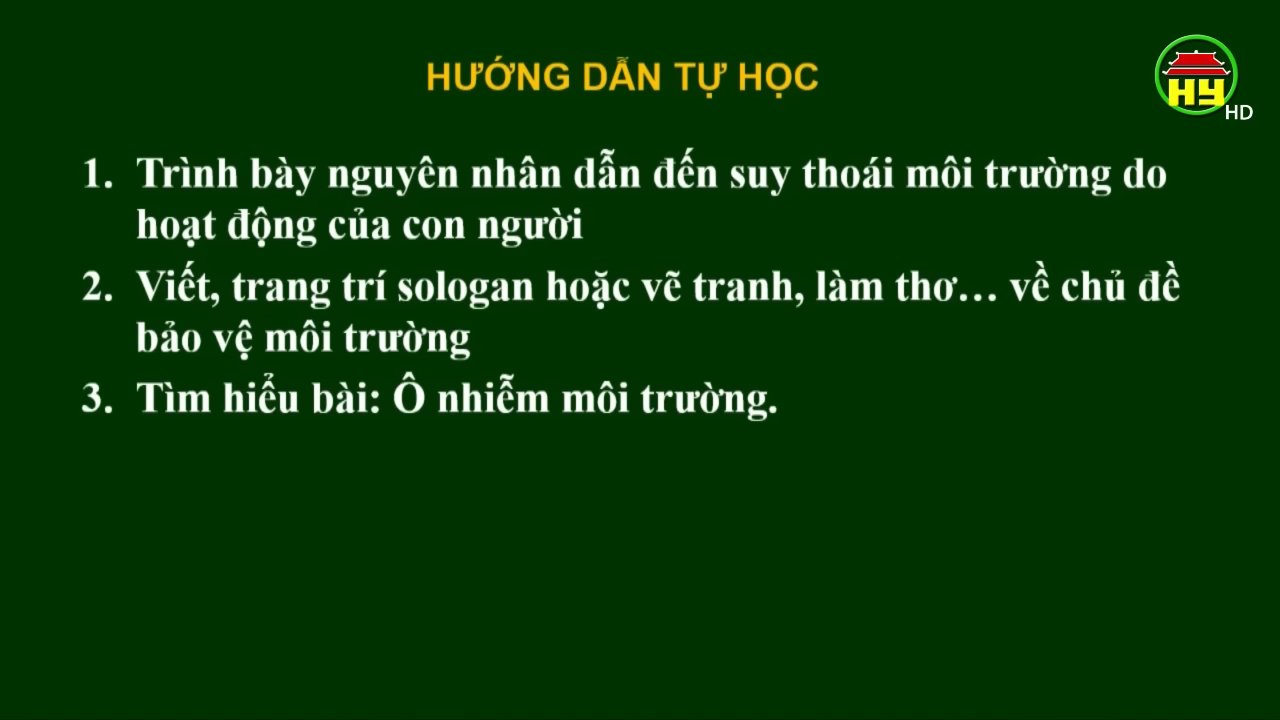 HƯỚNG DẪN TỰ HỌC
HY
HD
1. Trình bày nguyên nhân dẫn đến suy thoái môi trường do
hoạt động của con người
2. Viết, trang trí sologan hoặc vẽ tranh, làm thơ... về chủ đề
bảo vệ môi trường
3. Tìm hiểu bài: Ô nhiễm môi trường.